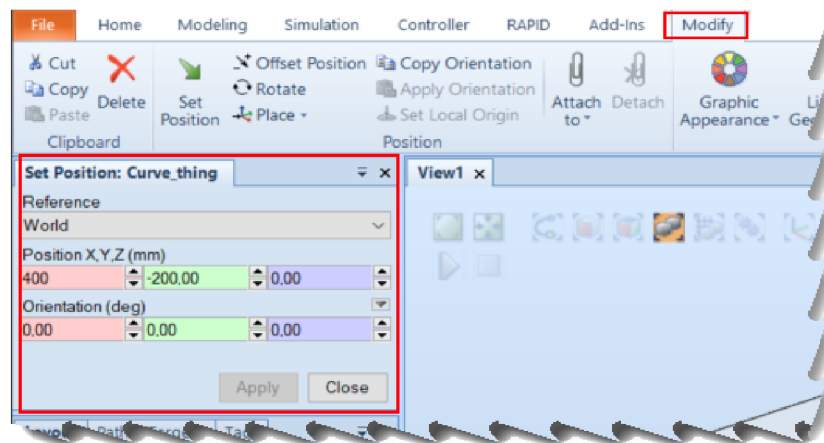 File Home Modeling Simulation Controller RAPID Add-Ins Modify
Cut
Copy
Paste
Delete
Clipboard
Set Position
Offset Position
Rotate
Place
Copy Orientation
Apply Orientation
Set Local Origin
Position
Attach to
Detach
Graphic Appearance
Set Position: Curve_thing
View1
Reference
World
Position X,Y,Z (mm)
400 -200,00 0,00
Orientation (deg)
0,00 0,00 0,00
Apply Close